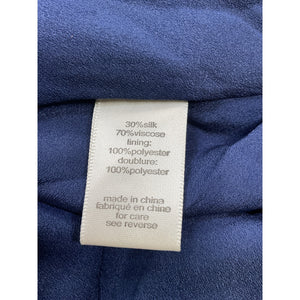 30%silk
70%viscose
lining:
100%polyester
doublure:
100%polyester
made in china
fabriqué en chine
for care
see reverse